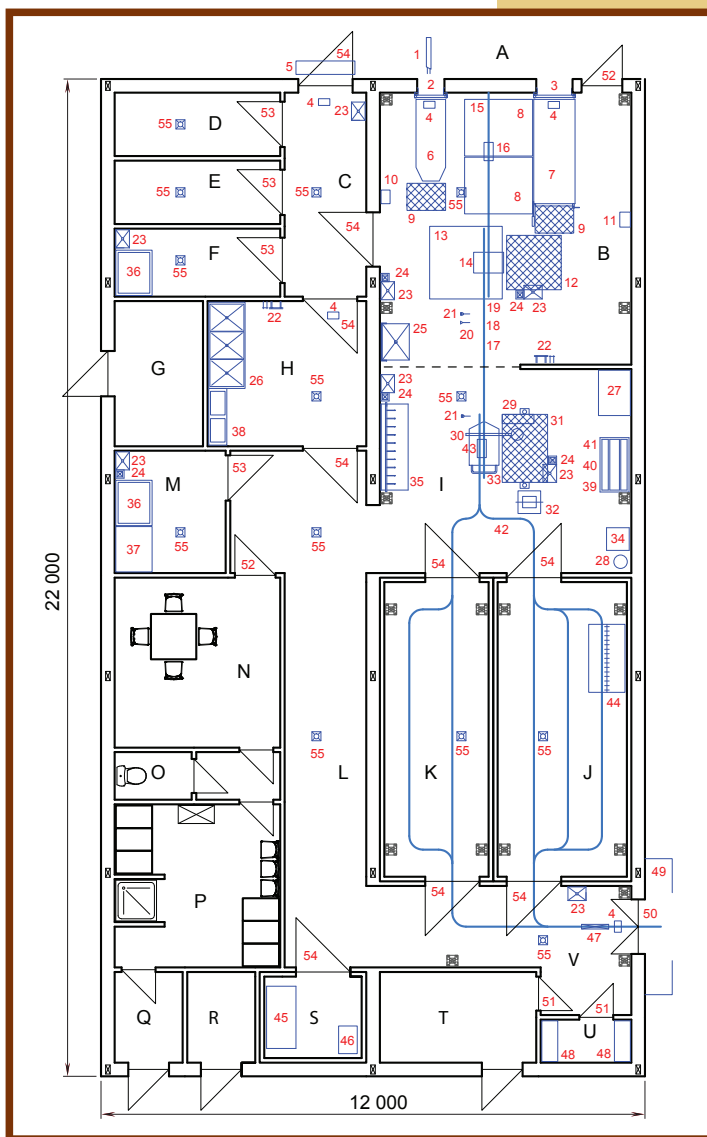 1 A
5 54 2 3 52
4 23 4 15 8 4
D 55 53 16
6 7
E 55 53 55 C 10 55 8
9 9 11
F 23 54 13 14 B
36 55 53 24 12
23 24 23
4 21 19
22 54 20 18
25 17 22
G H
26 55 23 55 27
24 29
38 21 31
30 43 41
54 24 40
23 53 35 I 23 39
24 M 33
36 32
37 55 55 42 34
52 54 54 28
22 000
N
44
55 L K 55 55 J
O
49
54 54 23 4 50
P 47
54 55 V
51 51
Q R 45 S T U
46 48 48
12 000